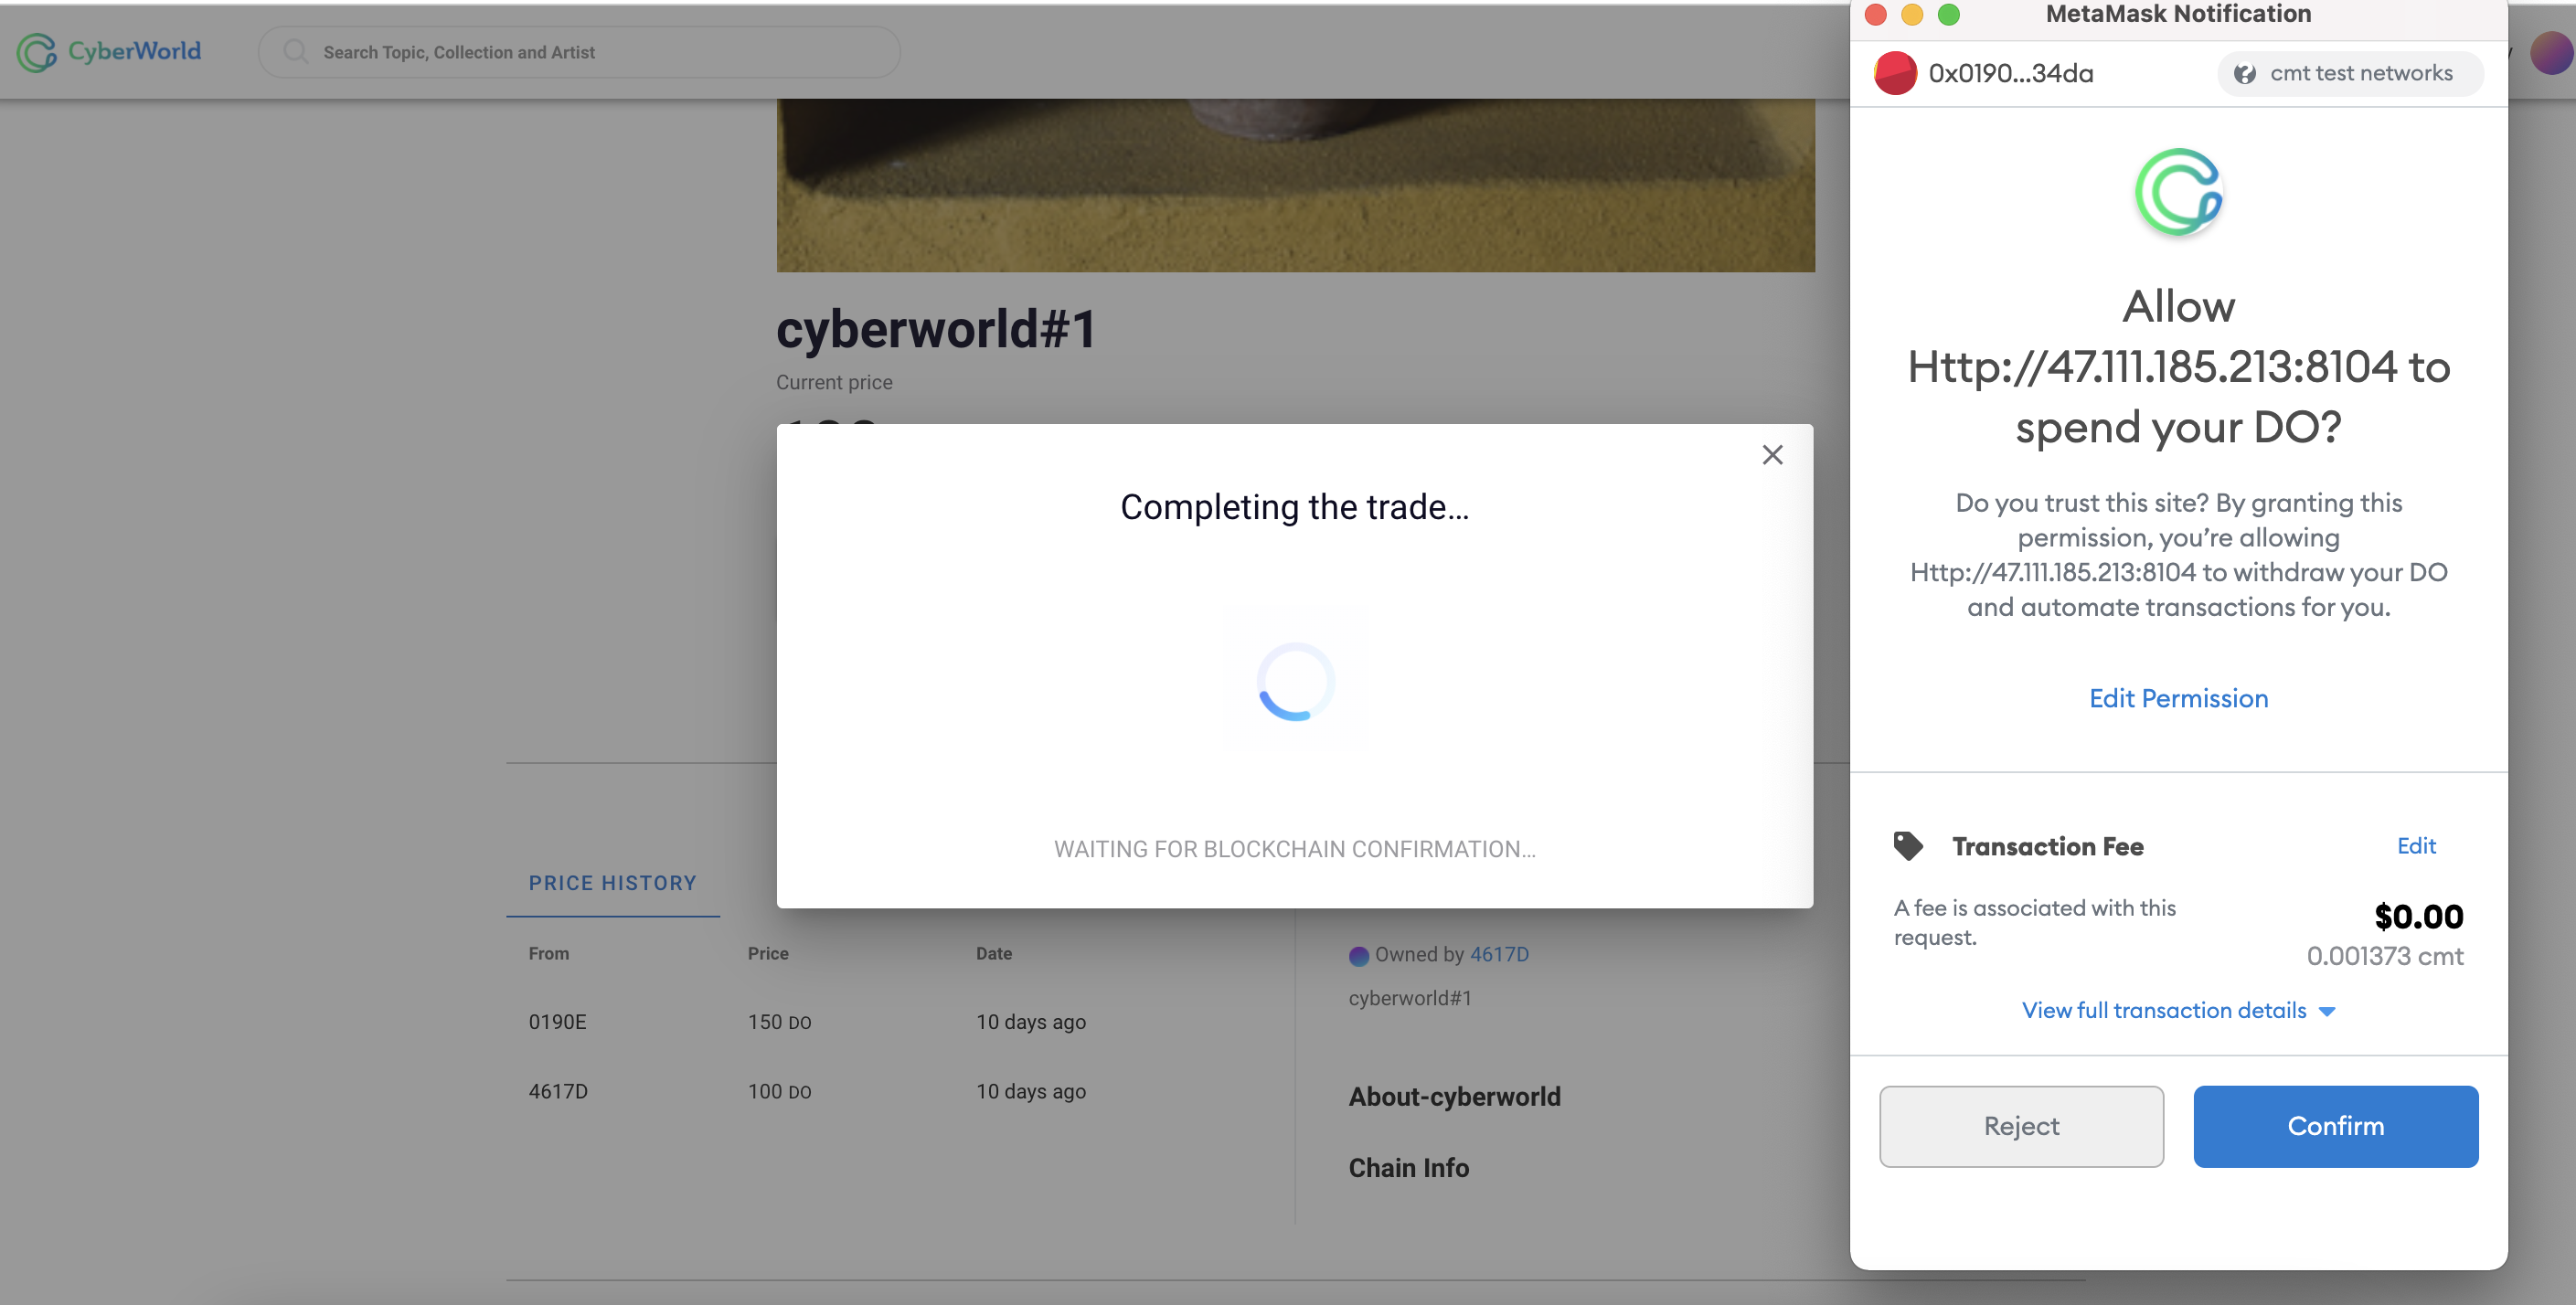 CyberWorld
Search Topic, Collection and Artist
cyberworld#1
Current price
Completing the trade...
WAITING FOR BLOCKCHAIN CONFIRMATION...
PRICE HISTORY
From Price Date
0190E 150 DO 10 days ago
4617D 100 DO 10 days ago
Owned by 4617D
cyberworld#1
About-cyberworld
Chain Info
MetaMask Notification
0x0190...34da
cmt test networks
Allow
Http://47.111.185.213:8104 to
spend your DO?
Do you trust this site? By granting this
permission, you’re allowing
Http://47.111.185.213:8104 to withdraw your DO
and automate transactions for you.
Edit Permission
Transaction Fee
Edit
A fee is associated with this
request.
$0.00
0.001373 cmt
View full transaction details
Reject
Confirm